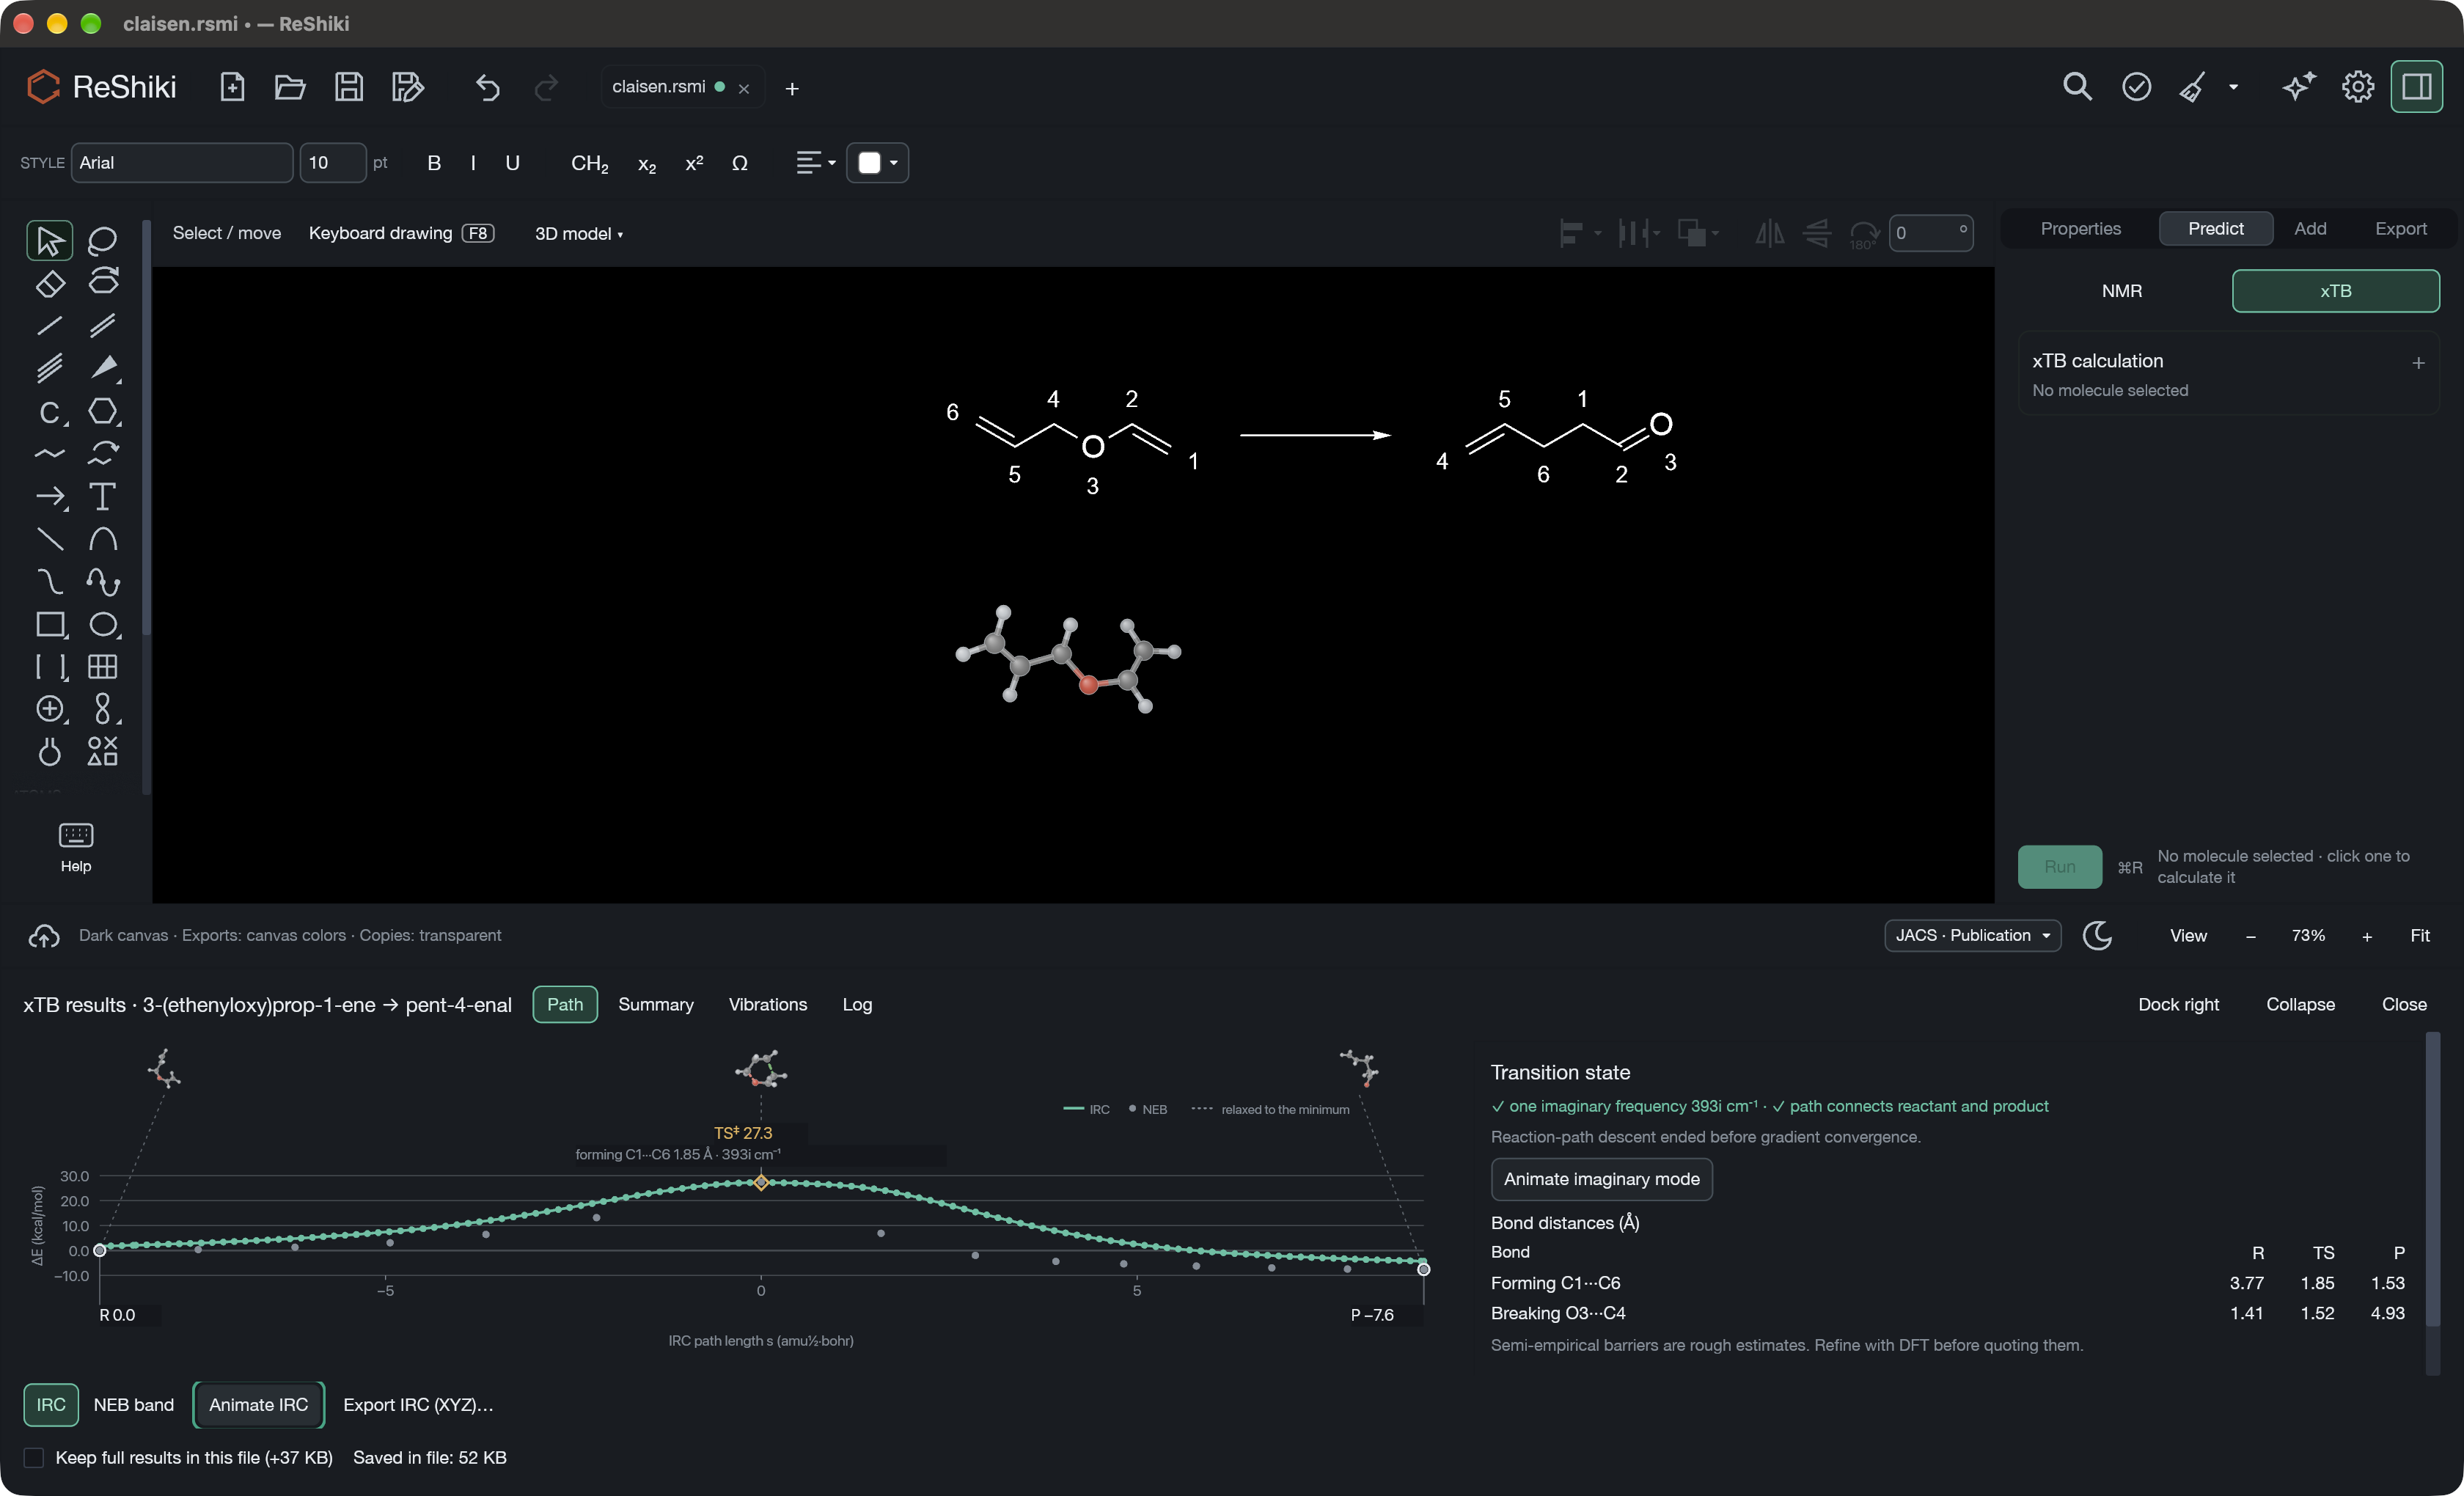 claisen.rsmi • — ReShiki
ReShiki
claisen.rsmi ● × +
STYLE Arial 10 pt B I U CH₂ x₂ x² Ω
Select / move Keyboard drawing F8 3D model ▾
180° 0 °
Properties Predict Add Export
NMR xTB
xTB calculation +
No molecule selected
C
T
6 4 2 5 O 3 1
5 1 O 4 6 2 3
Help
Run ⌘R No molecule selected · click one to
calculate it
Dark canvas · Exports: canvas colors · Copies: transparent
JACS · Publication View − 73% + Fit
xTB results · 3-(ethenyloxy)prop-1-ene → pent-4-enal Path Summary Vibrations Log
Dock right Collapse Close
IRC NEB relaxed to the minimum
TS‡ 27.3
forming C1···C6 1.85 Å · 393i cm⁻¹
ΔE (kcal/mol)
30.0
20.0
10.0
0.0
−10.0
−5 0 5
R 0.0 P −7.6
IRC path length s (amu½·bohr)
Transition state
✓ one imaginary frequency 393i cm⁻¹ · ✓ path connects reactant and product
Reaction-path descent ended before gradient convergence.
Animate imaginary mode
Bond distances (Å)
Bond R TS P
Forming C1···C6 3.77 1.85 1.53
Breaking O3···C4 1.41 1.52 4.93
Semi-empirical barriers are rough estimates. Refine with DFT before quoting them.
IRC NEB band Animate IRC Export IRC (XYZ)…
Keep full results in this file (+37 KB) Saved in file: 52 KB